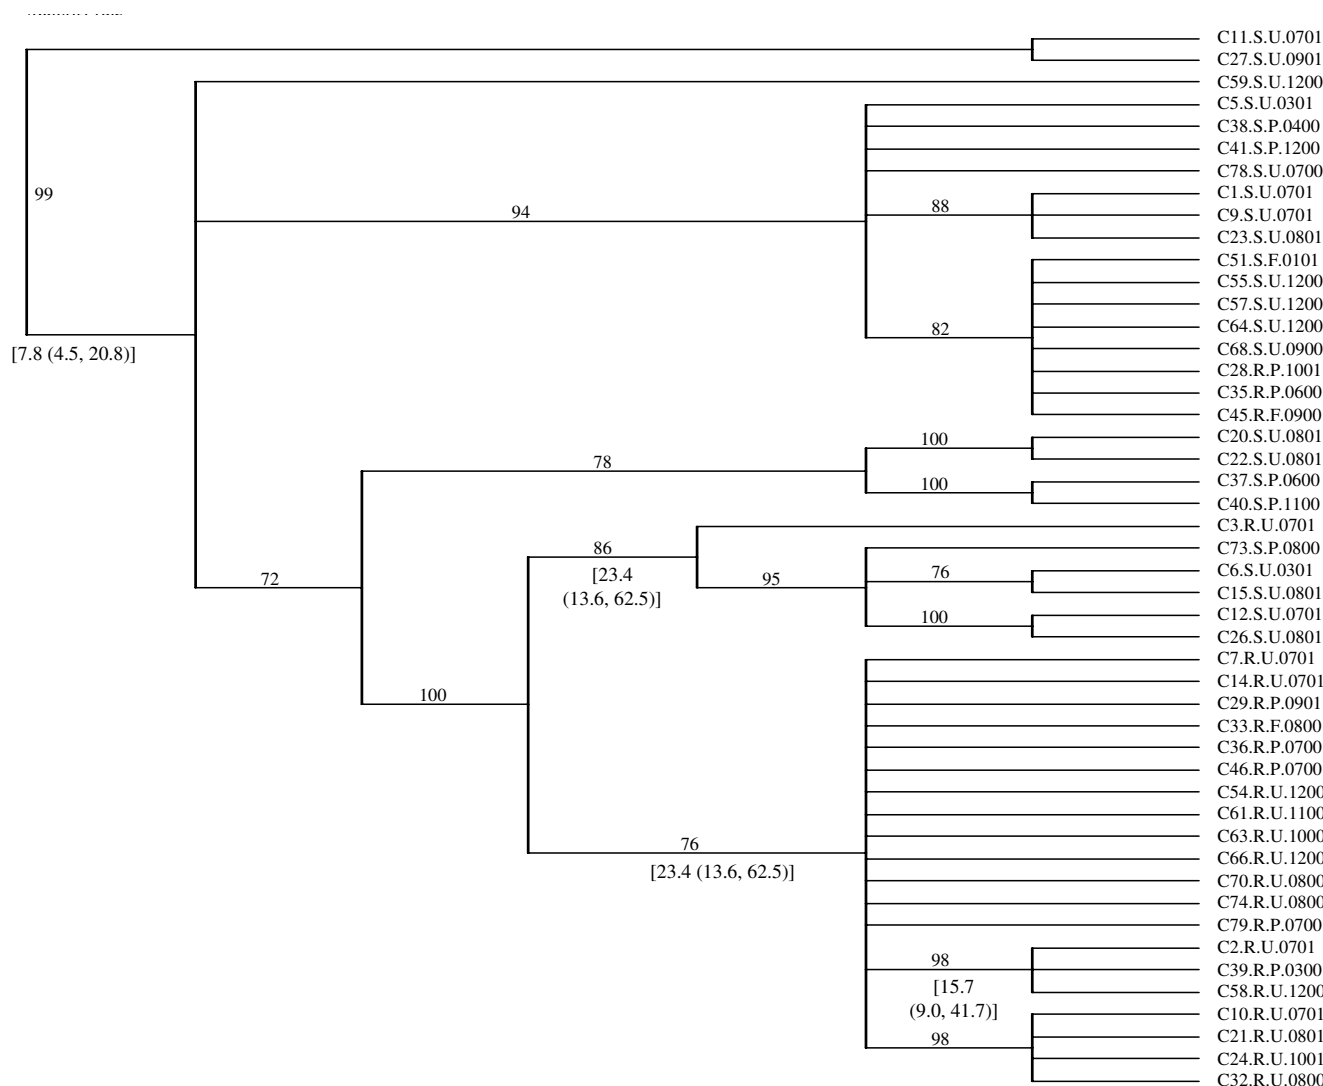 C11.S.U.0701
C27.S.U.0901
C59.S.U.1200
C5.S.U.0301
C38.S.P.0400
C41.S.P.1200
C78.S.U.0700
99
C1.S.U.0701
94
88
C9.S.U.0701
C23.S.U.0801
C51.S.F.0101
C55.S.U.1200
C57.S.U.1200
82
C64.S.U.1200
[7.8 (4.5, 20.8)]
C68.S.U.0900
C28.R.P.1001
C35.R.P.0600
C45.R.F.0900
100
C20.S.U.0801
78
C22.S.U.0801
100
C37.S.P.0600
C40.S.P.1100
C3.R.U.0701
86
C73.S.P.0800
72
[23.4
(13.6, 62.5)]
95
76
C6.S.U.0301
C15.S.U.0801
100
C12.S.U.0701
C26.S.U.0801
C7.R.U.0701
C14.R.U.0701
100
C29.R.P.0901
C33.R.F.0800
C36.R.P.0700
C46.R.P.0700
C54.R.U.1200
C61.R.U.1100
C63.R.U.1000
76
C66.R.U.1200
[23.4 (13.6, 62.5)]
C70.R.U.0800
C74.R.U.0800
C79.R.P.0700
C2.R.U.0701
98
C39.R.P.0300
[15.7
(9.0, 41.7)]
C58.R.U.1200
C10.R.U.0701
98
C21.R.U.0801
C24.R.U.1001
C32.R.U.0800